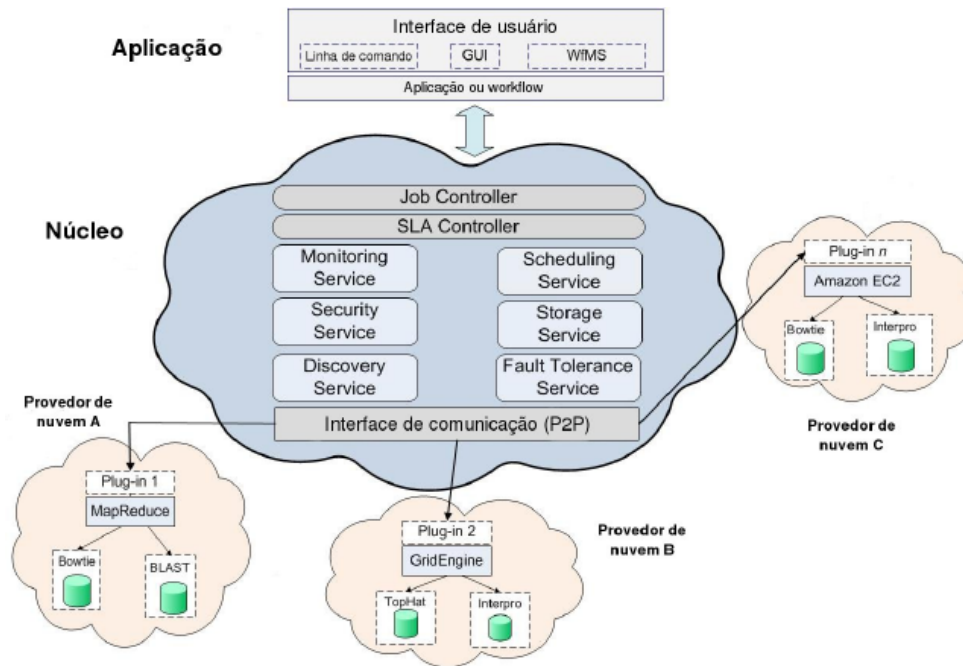 Interface de usuário
Aplicação
Linha de comando
GUI
WfMS
Aplicação ou workflow
Job Controller
SLA Controller
Núcleo
Monitoring
Service
Scheduling
Service
Security
Service
Storage
Service
Discovery
Service
Fault Tolerance
Service
Interface de comunicação (P2P)
Plug-in n
Amazon EC2
Bowtie
Interpro
Provedor de
nuvem C
Provedor de
nuvem A
Plug-in 1
MapReduce
Bowtie
BLAST
Plug-in 2
GridEngine
TopHat
Interpro
Provedor de
nuvem B